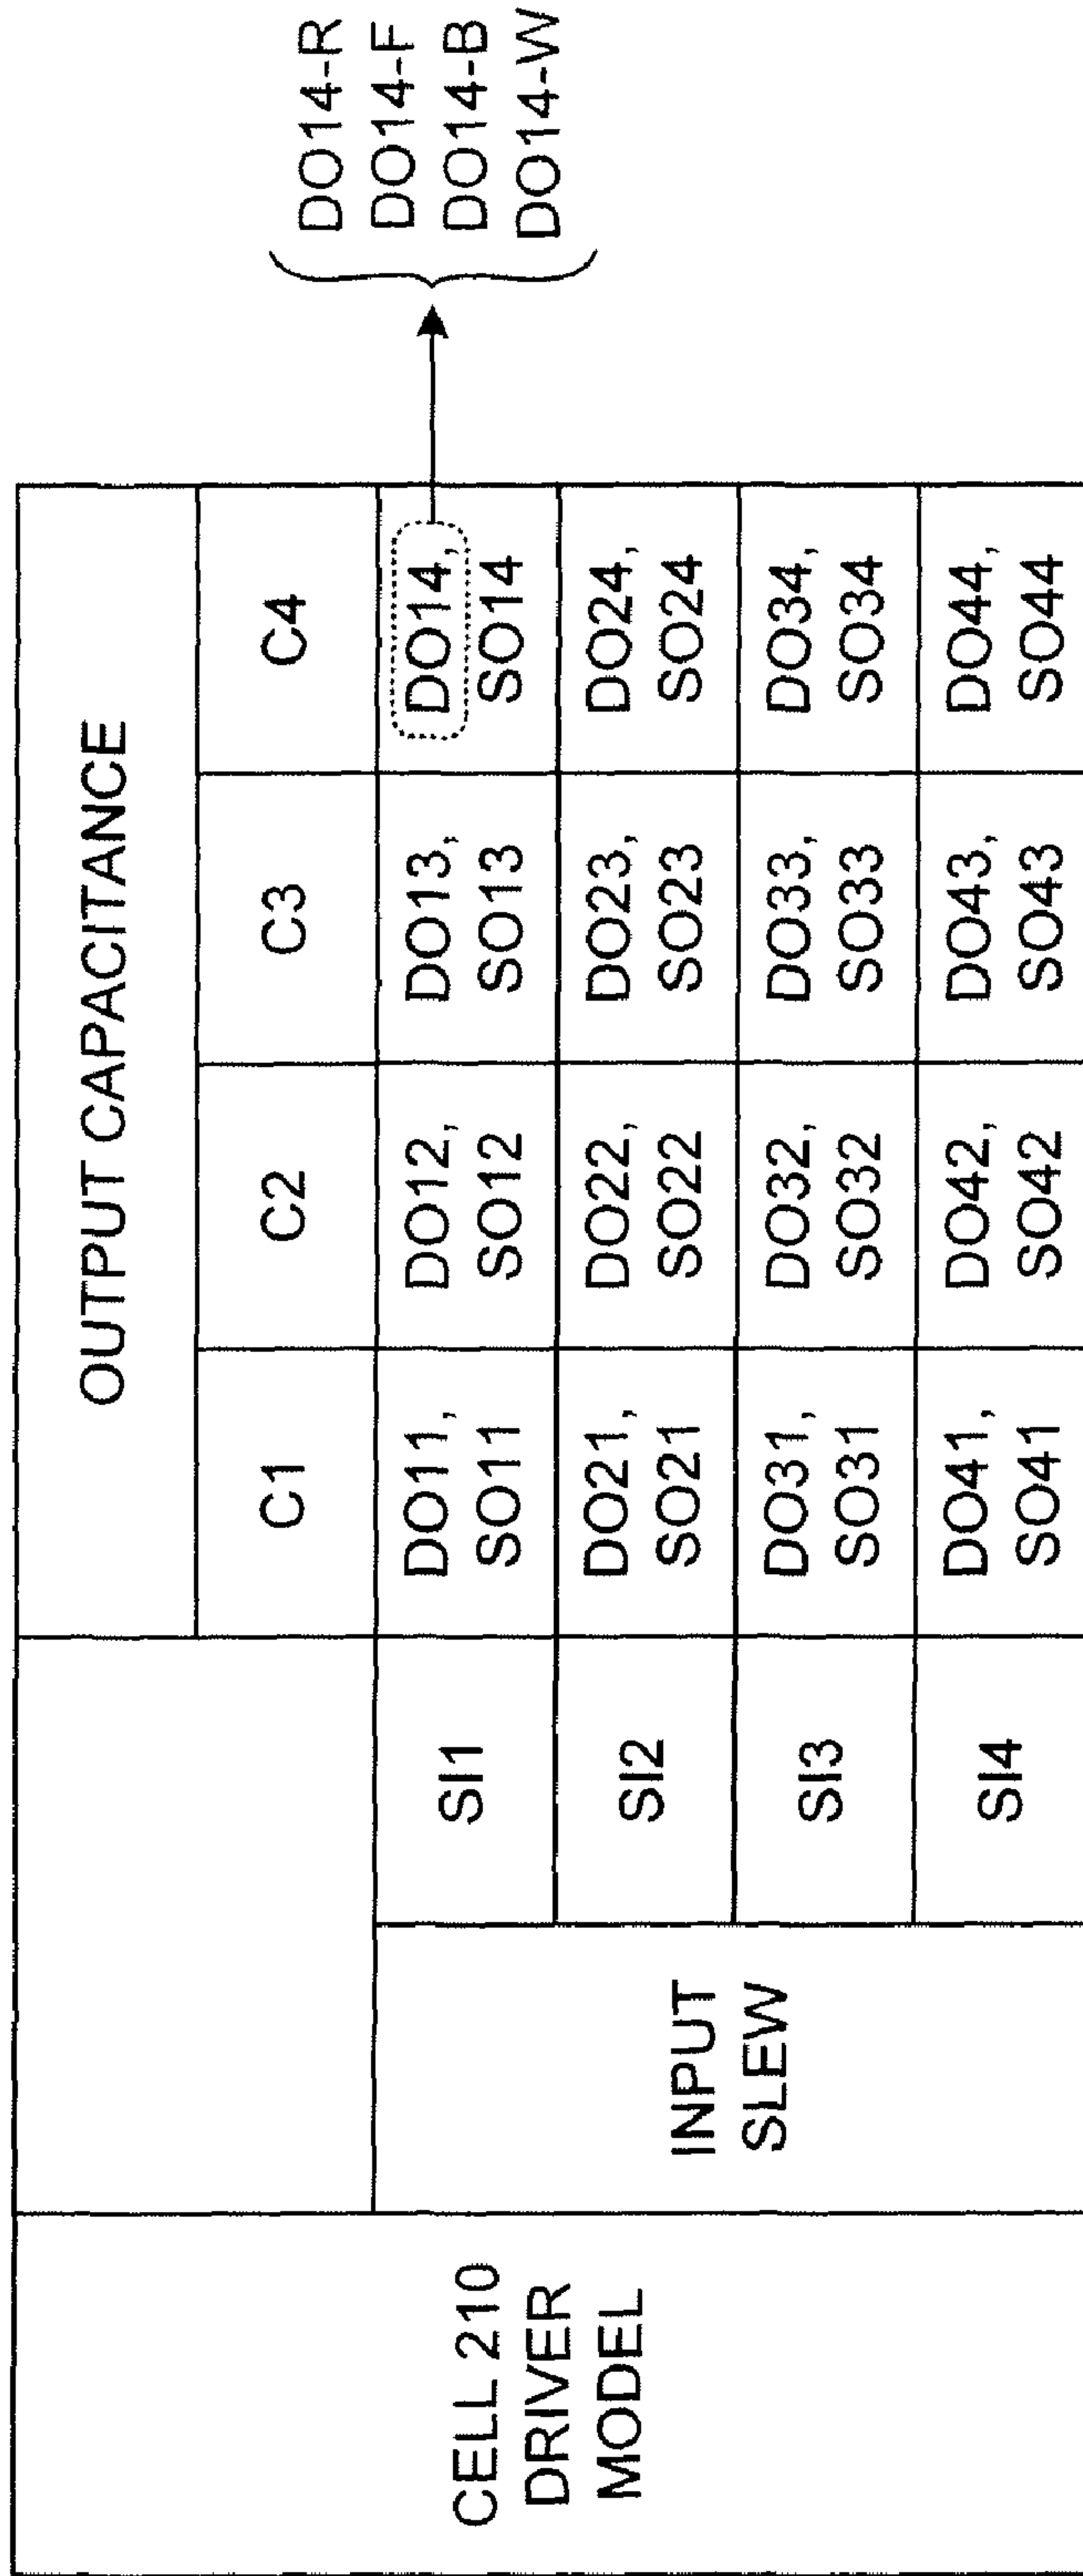 CELL 210
DRIVER
MODEL
OUTPUT CAPACITANCE
C1 C2 C3 C4
INPUT
SLEW
SI1
DO11,
SO11
DO12,
SO12
DO13,
SO13
DO14,
SO14
SI2
DO21,
SO21
DO22,
SO22
DO23,
SO23
DO24,
SO24
SI3
DO31,
SO31
DO32,
SO32
DO33,
SO33
DO34,
SO34
SI4
DO41,
SO41
DO42,
SO42
DO43,
SO43
DO44,
SO44
DO14-R
DO14-F
DO14-B
DO14-W